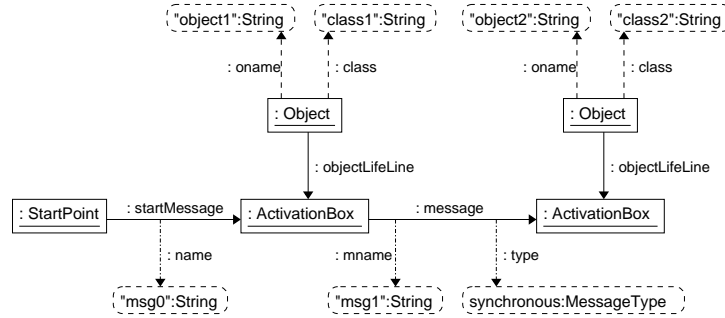 "object1":String
"class1":String
"object2":String
"class2":String
: oname
: class
: oname
: class
: Object
: Object
: objectLifeLine
: objectLifeLine
: StartPoint
: startMessage
: ActivationBox
: message
: ActivationBox
: name
: mname
: type
"msg0":String
"msg1":String
synchronous:MessageType